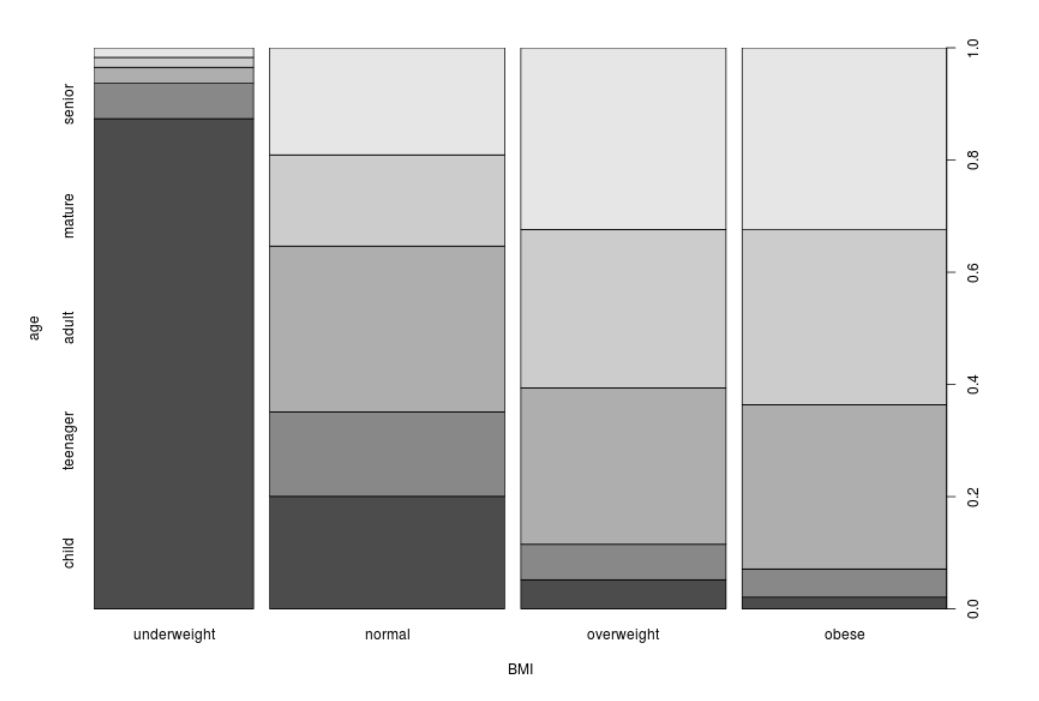 age
senior
mature
adult
teenager
child
1.0
0.8
0.6
0.4
0.2
0.0
underweight normal overweight obese
BMI